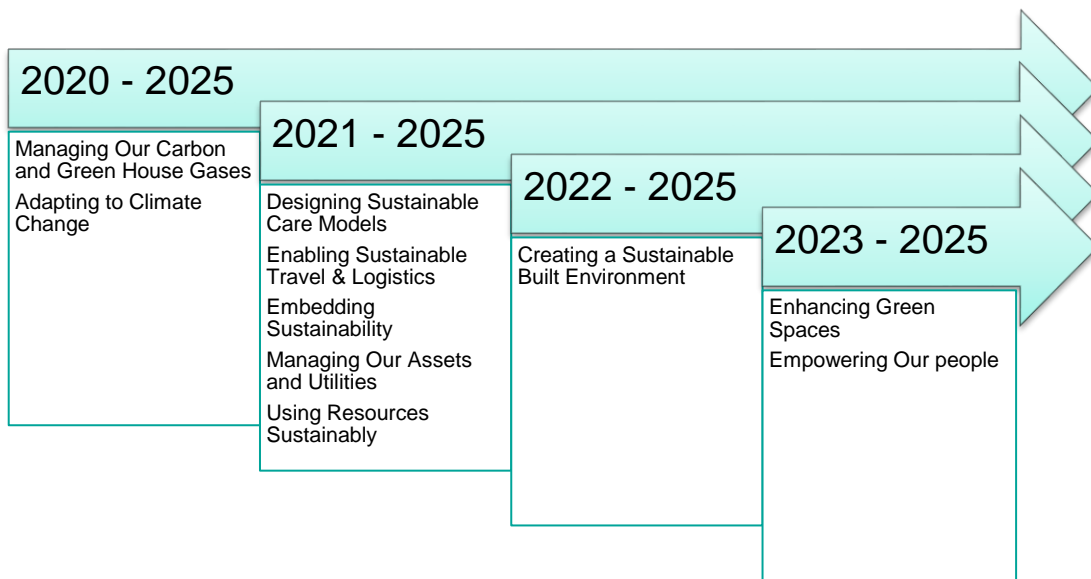 2020 - 2025
Managing Our Carbon
and Green House Gases
Adapting to Climate
Change
2021 - 2025
Designing Sustainable
Care Models
Enabling Sustainable
Travel & Logistics
Embedding
Sustainability
Managing Our Assets
and Utilities
Using Resources
Sustainably
2022 - 2025
Creating a Sustainable
Built Environment
2023 - 2025
Enhancing Green
Spaces
Empowering Our people